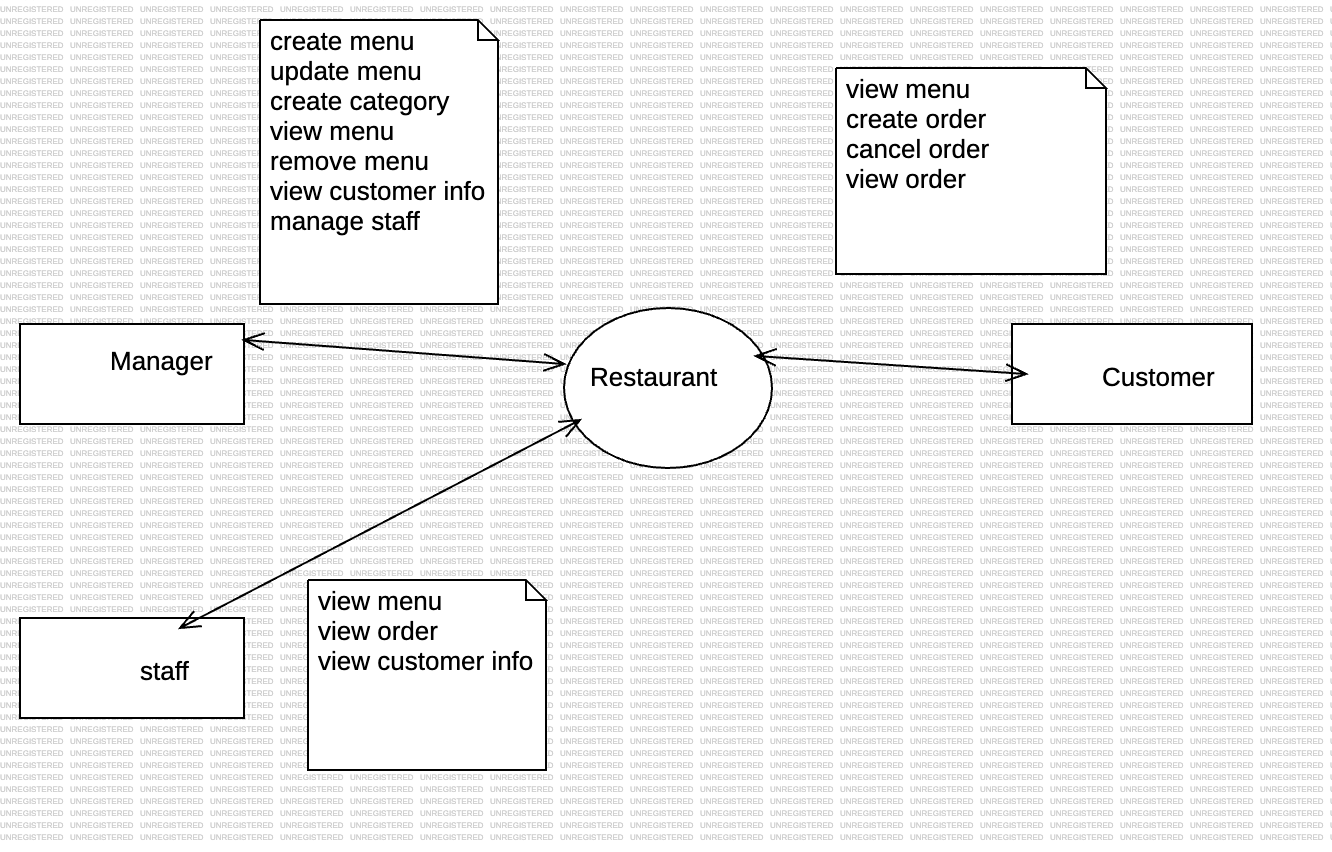 create menu
update menu
create category
view menu
remove menu
view customer info
manage staff
view menu
create order
cancel order
view order
Manager
Restaurant
Customer
view menu
view order
view customer info
staff
UNREGISTERED